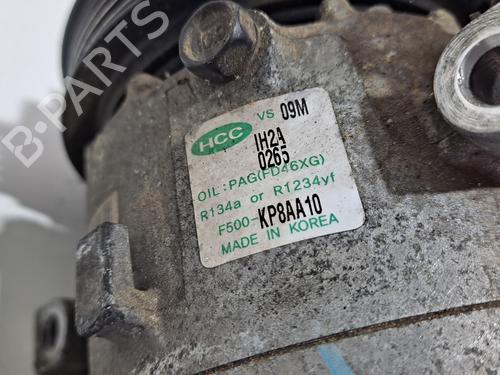 HCC VS 09M
IH2A
0265
OIL : PAG(FD46XG)
R134a or R1234yf
F500-KP8AA10
MADE IN KOREA
B-PARTS